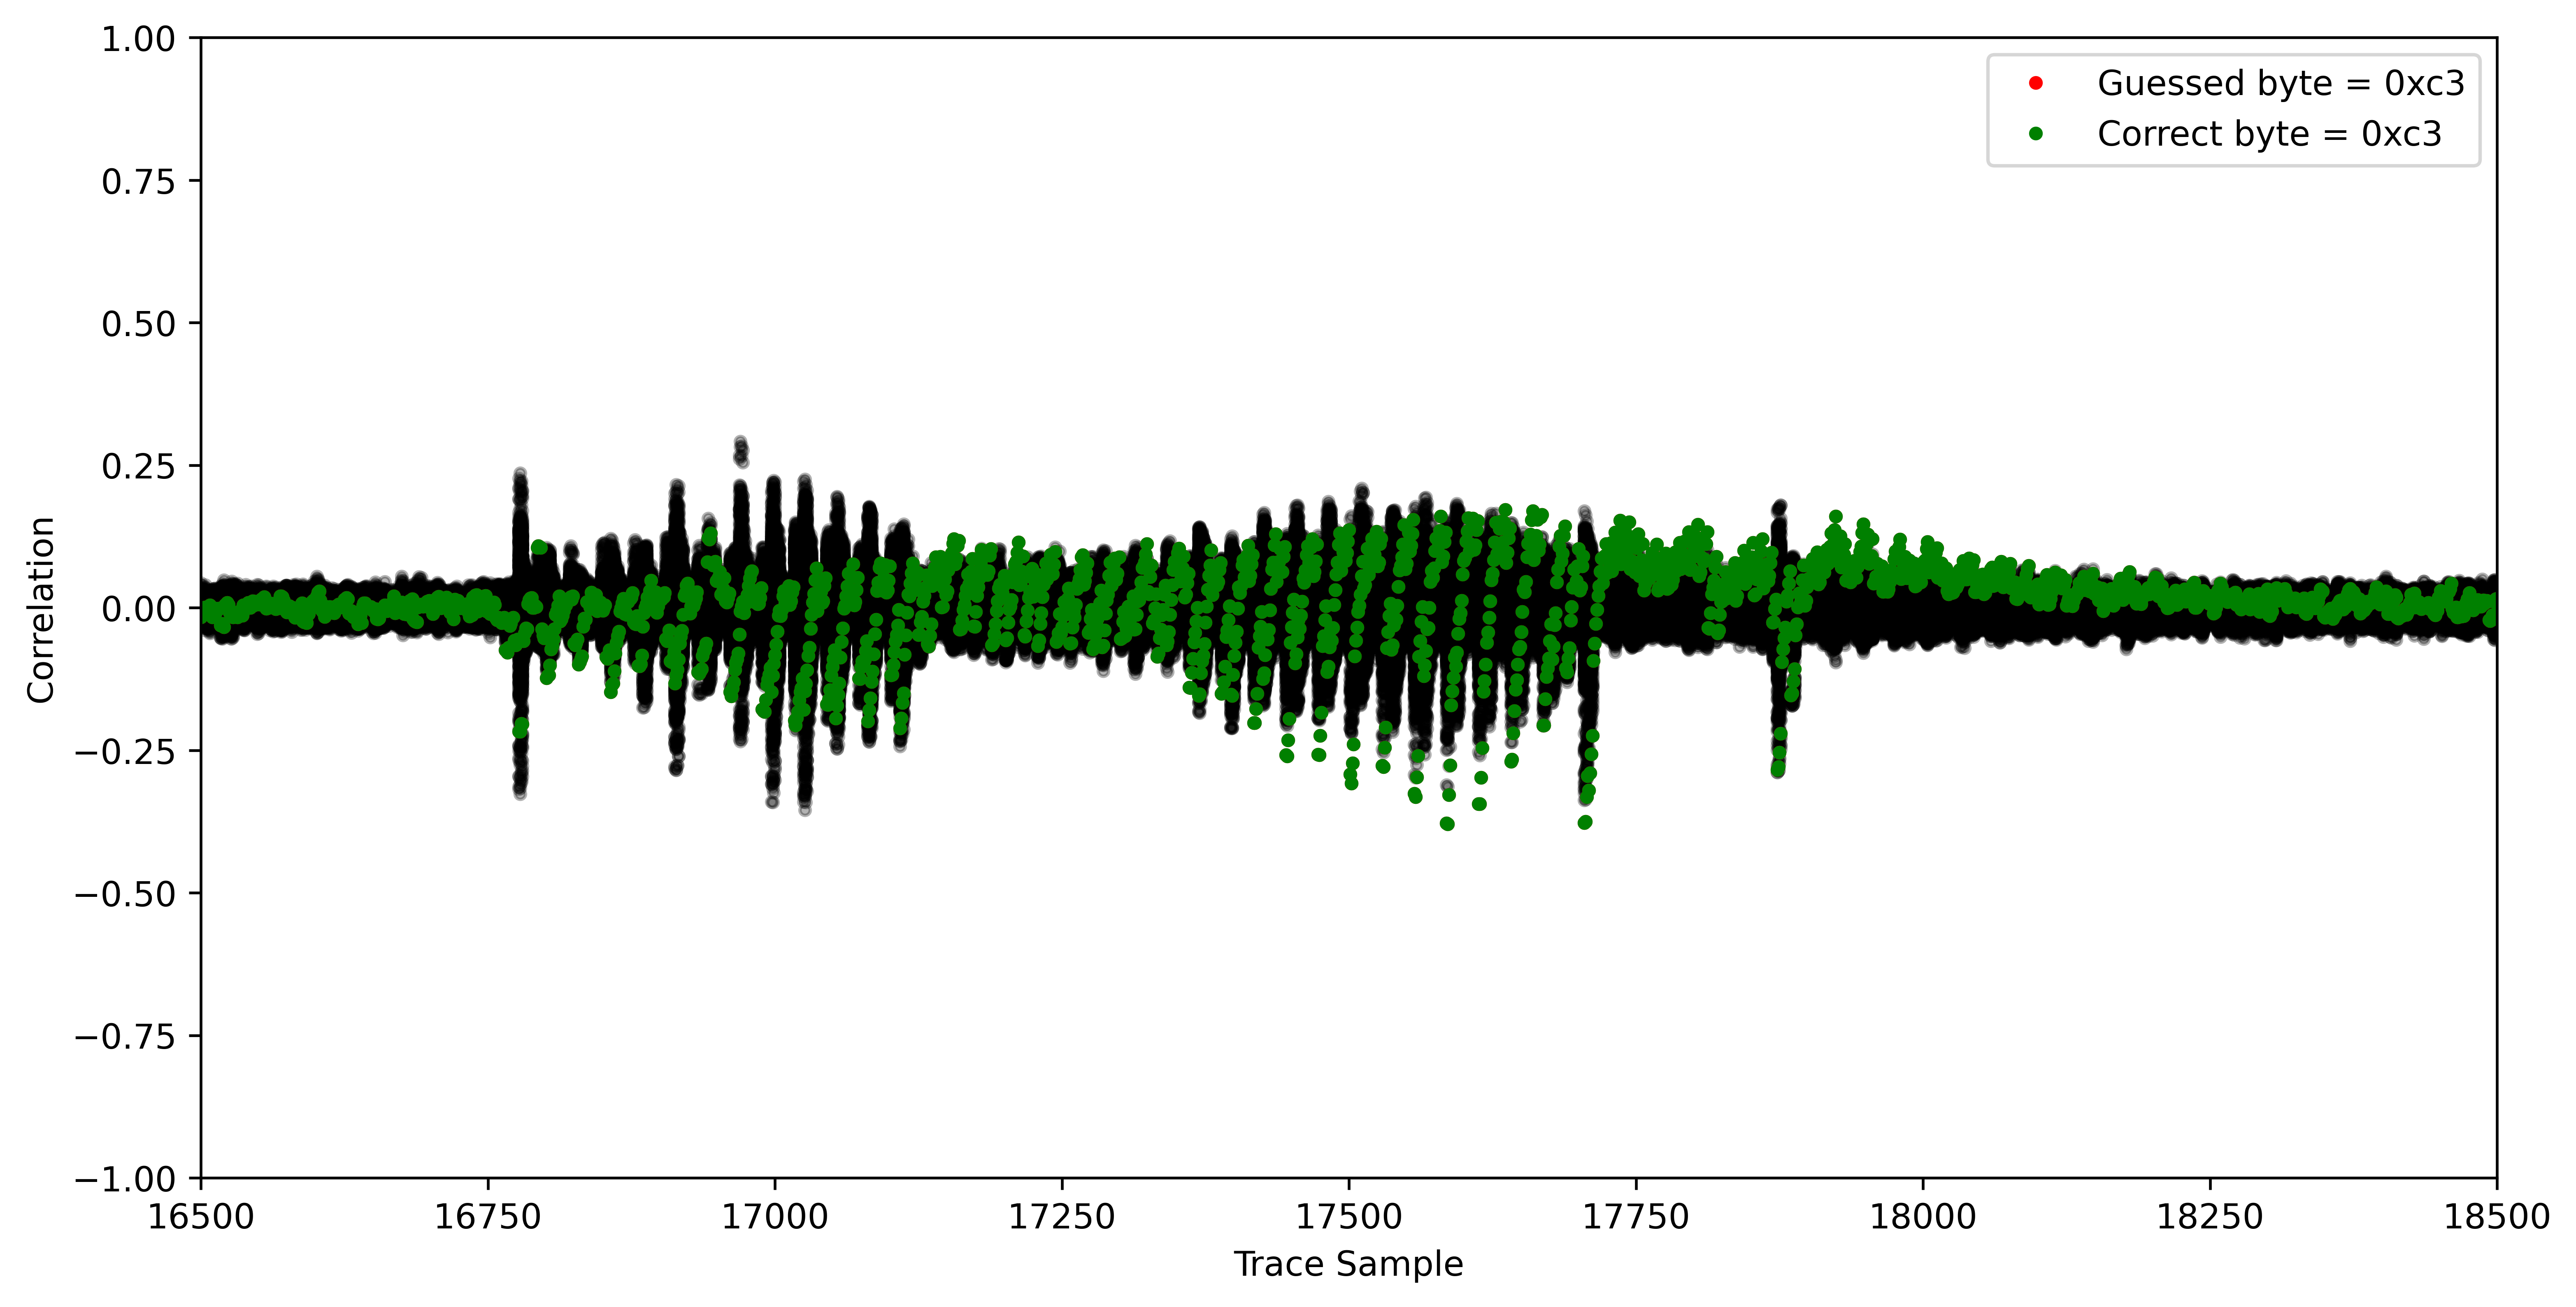 1.00
0.75
0.50
0.25
0.00
−0.25
−0.50
−0.75
−1.00
Correlation
Guessed byte = 0xc3
Correct byte = 0xc3
16500 16750 17000 17250 17500 17750 18000 18250 18500
Trace Sample